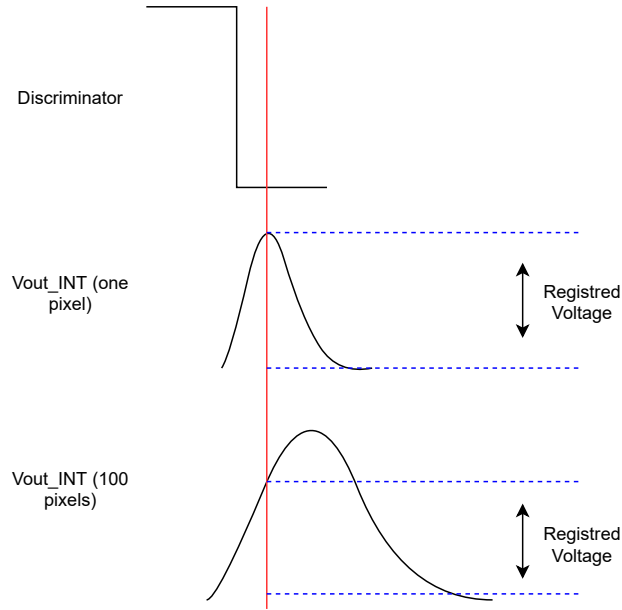 Discriminator
Vout_INT (one
pixel)
Registred
Voltage
Vout_INT (100
pixels)
Registred
Voltage